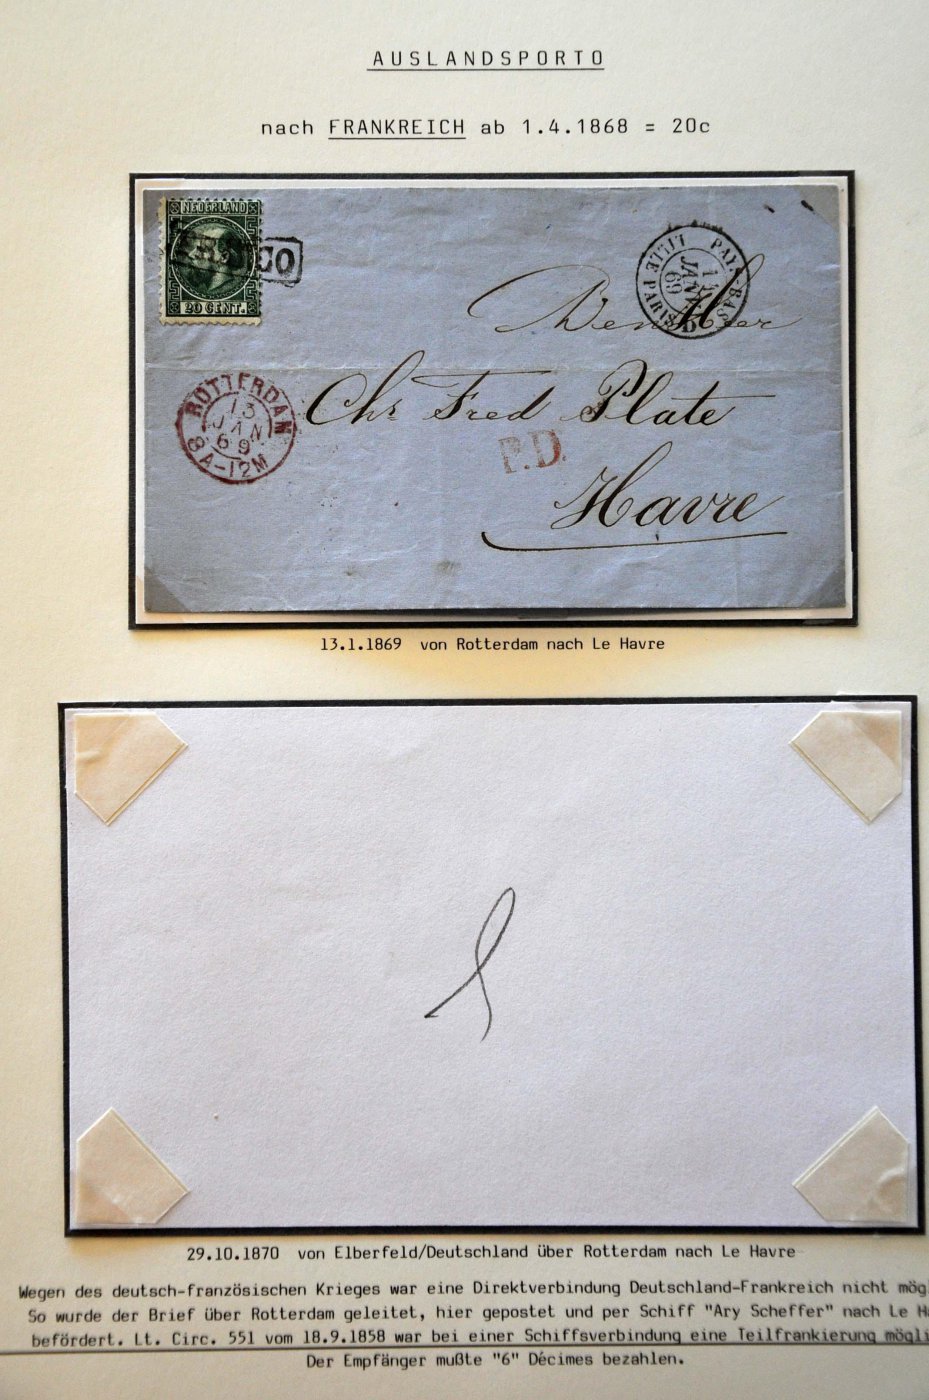 AUSLANDSPORTO
nach FRANKREICH ab 1.4.1868 = 20c
NEDERLAND
20 CENT.
CO
PAYS-BAS
LILLE PARIS
JANV
69
ROTTERDAM
13
JAN
69
8A-12M
Chr Fred Plate
P.D.
Havre
13.1.1869 von Rotterdam nach Le Havre
29.10.1870 von Elberfeld/Deutschland über Rotterdam nach Le Havre
Wegen des deutsch-französischen Krieges war eine Direktverbindung Deutschland-Frankreich nicht mög
So wurde der Brief über Rotterdam geleitet, hier gepostet und per Schiff "Ary Scheffer" nach Le Ha
befördert. Lt. Circ. 551 vom 18.9.1858 war bei einer Schiffsverbindung eine Teilfrankierung mögli
Der Empfänger mußte "6" Décimes bezahlen.